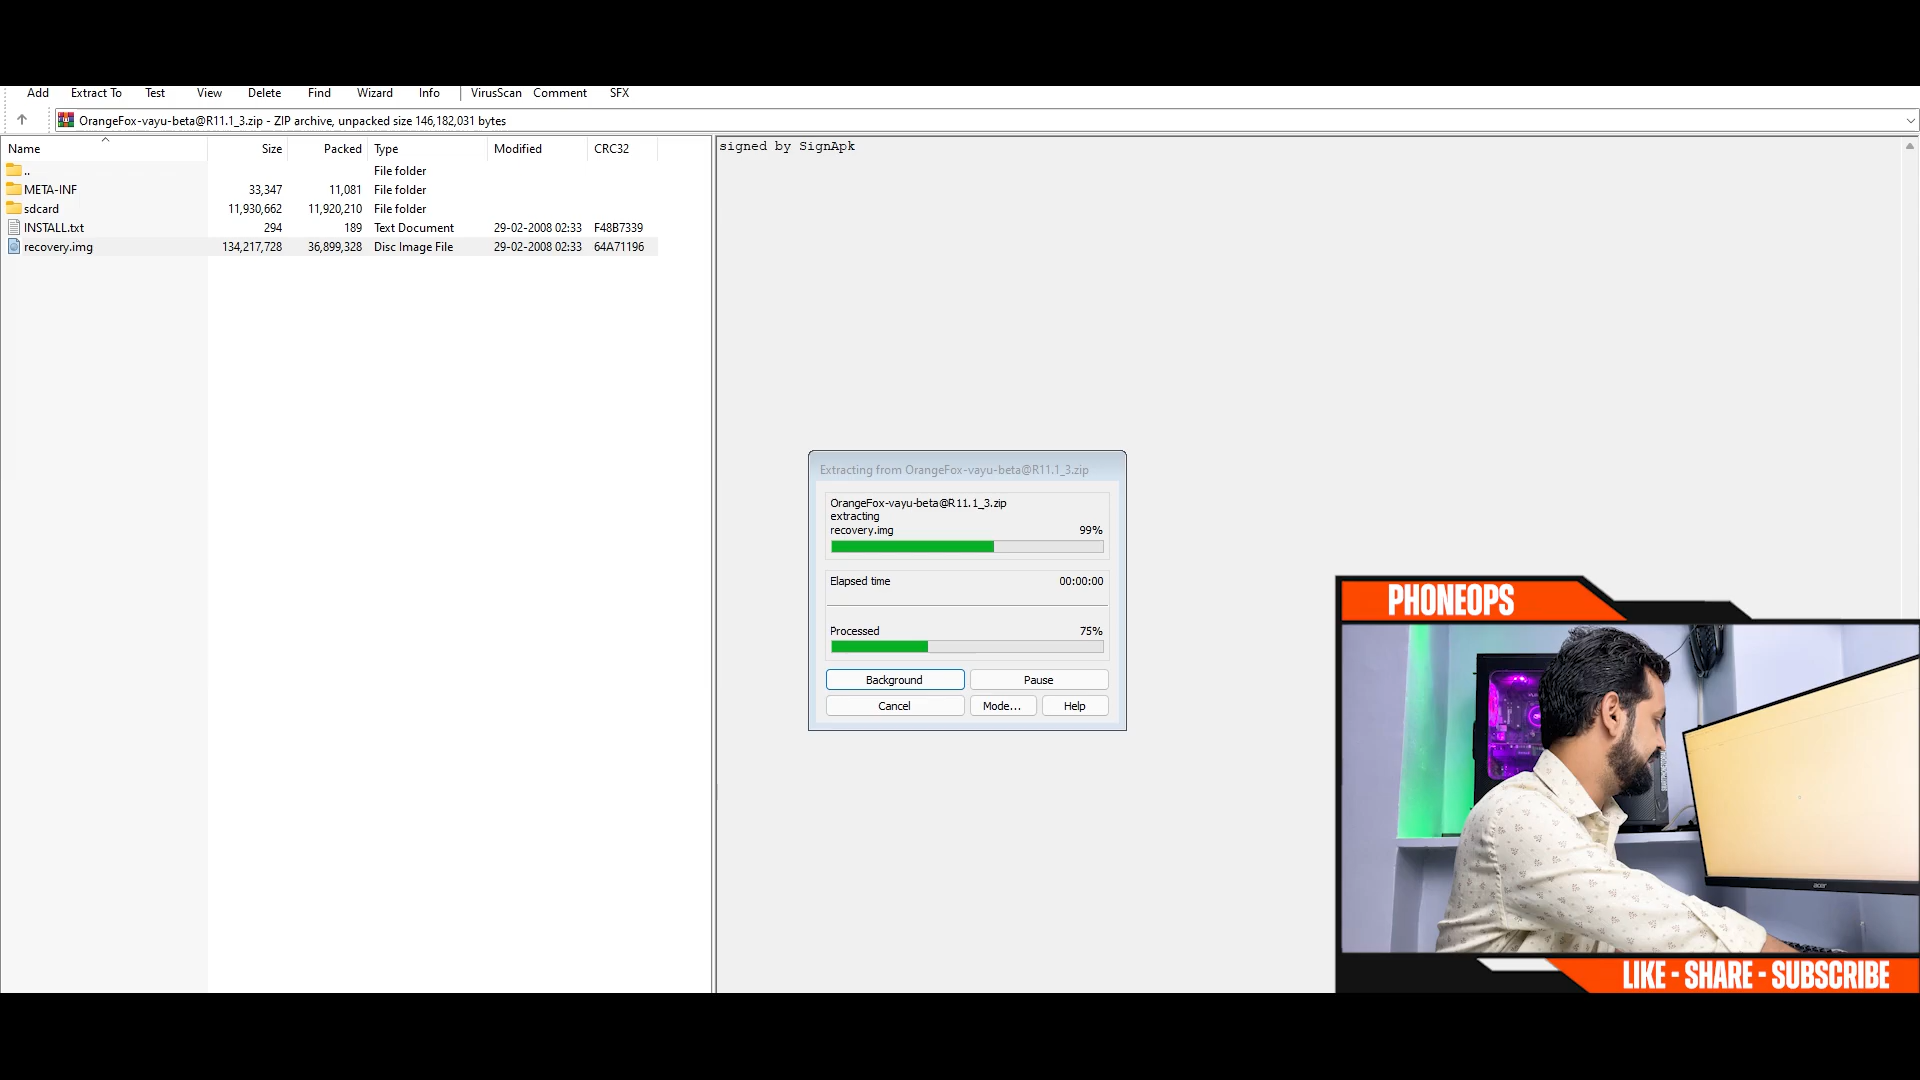 Add Extract To Test View Delete Find Wizard Info VirusScan Comment SFX
OrangeFox-vayu-beta@R11.1_3.zip - ZIP archive, unpacked size 146,182,031 bytes
Name Size Packed Type Modified CRC32
.. File folder
META-INF 33,347 11,081 File folder
sdcard 11,930,662 11,920,210 File folder
INSTALL.txt 294 189 Text Document 29-02-2008 02:33 F48B7339
recovery.img 134,217,728 36,899,328 Disc Image File 29-02-2008 02:33 64A71196
signed by SignApk
Extracting from OrangeFox-vayu-beta@R11.1_3.zip
OrangeFox-vayu-beta@R11.1_3.zip
extracting
recovery.img 99%
Elapsed time 00:00:00
Processed 75%
Background Pause
Cancel Mode... Help
PHONEOPS
acer
LIKE - SHARE - SUBSCRIBE